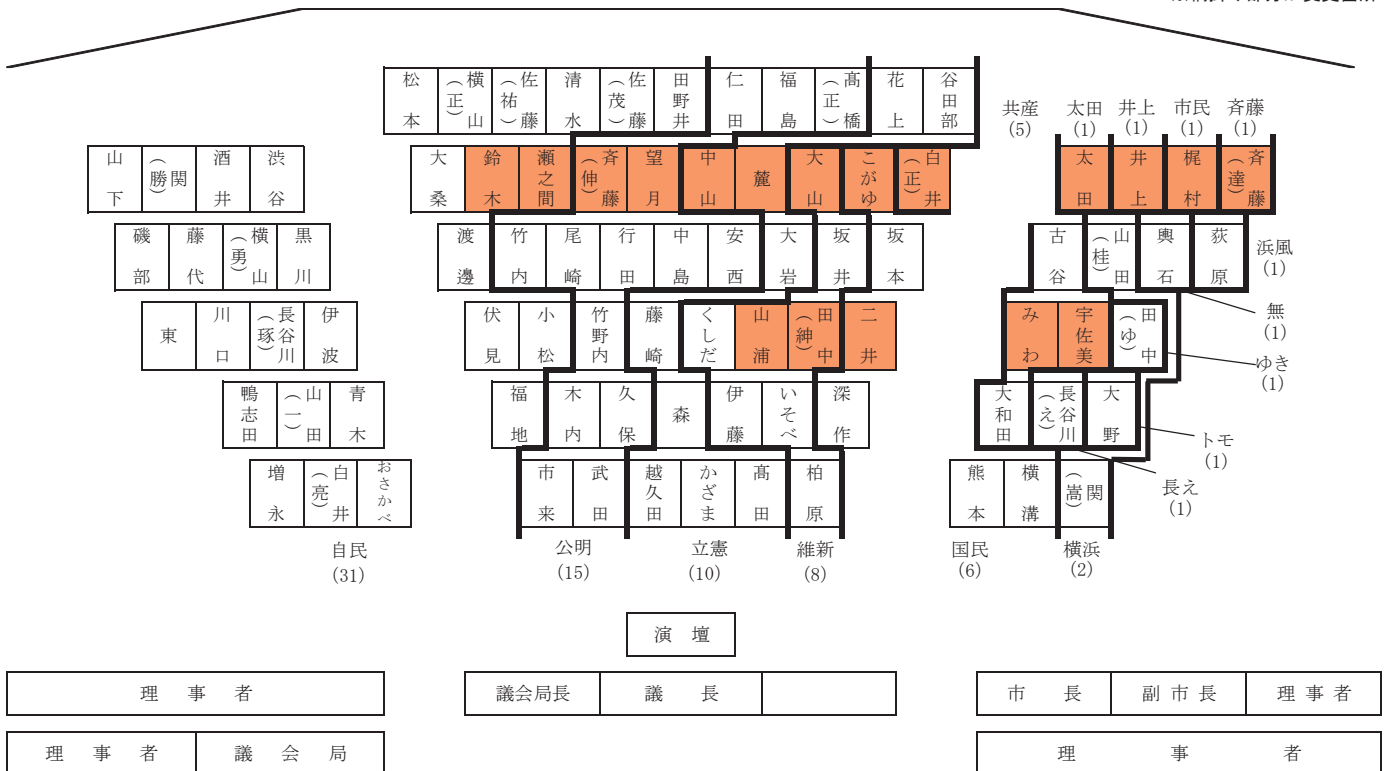 松本 横山(正) 佐藤(祐) 清水 佐藤(茂) 田野井 仁田 福島 髙橋(正) 花上 谷田部
共産 太田 井上 市民 斉藤
(5) (1) (1) (1) (1)
山下 関(勝) 酒井 渋谷 大桑 鈴木 瀬之間 斉藤(伸) 望月 中山 麓 大山 こがゆ 白井(正) 太田 井上 梶村 斉藤(達)
磯部 藤代 横山(勇) 黒川 渡邊 竹内 尾崎 行田 中島 安西 大岩 坂井 坂本 古谷 山田(桂) 輿石 荻原 浜風
(1)
東 川口 長谷川(琢) 伊波 伏見 小松 竹野内 藤崎 くしだ 山浦 田中(紳) 二井 みわ 宇佐美 田中(ゆ) 無
(1)
ゆき
(1)
鴨志田 山田(一) 青木 福地 木内 久保 森 伊藤 いそべ 深作 大和田 長谷川(え) 大野
トモ
(1)
増永 白井(亮) おさかべ 市来 武田 越久田 かざま 髙田 柏原 熊本 横溝 関(嵩)
長え
(1)
自民 公明 立憲 維新 国民 横浜
(31) (15) (10) (8) (6) (2)
演壇
理事者 議会局長 議長 市長 副市長 理事者
理事者 議会局 理事者